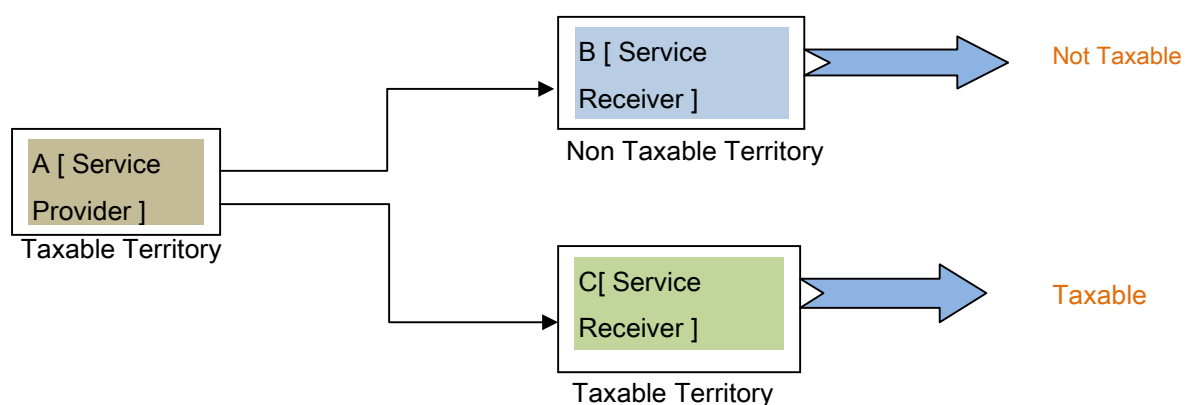 A [ Service
Provider ]
Taxable Territory
B [ Service
Receiver ]
Non Taxable Territory
Not Taxable
C[ Service
Receiver ]
Taxable Territory
Taxable